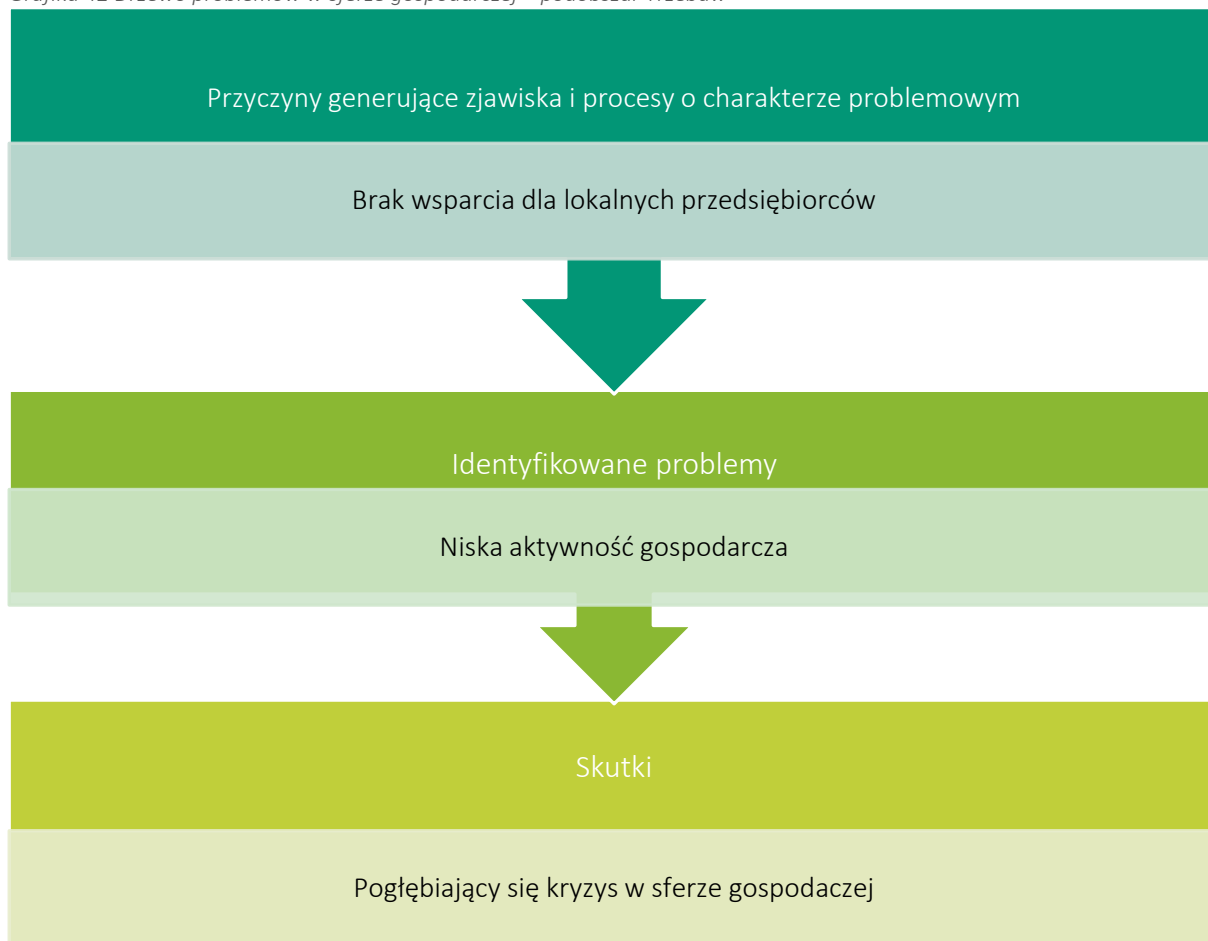 Przyczyny generujące zjawiska i procesy o charakterze problemowym
Brak wsparcia dla lokalnych przedsiębiorców
Identyfikowane problemy
Niska aktywność gospodarcza
Skutki
Pogłębiający się kryzys w sferze gospodaczej